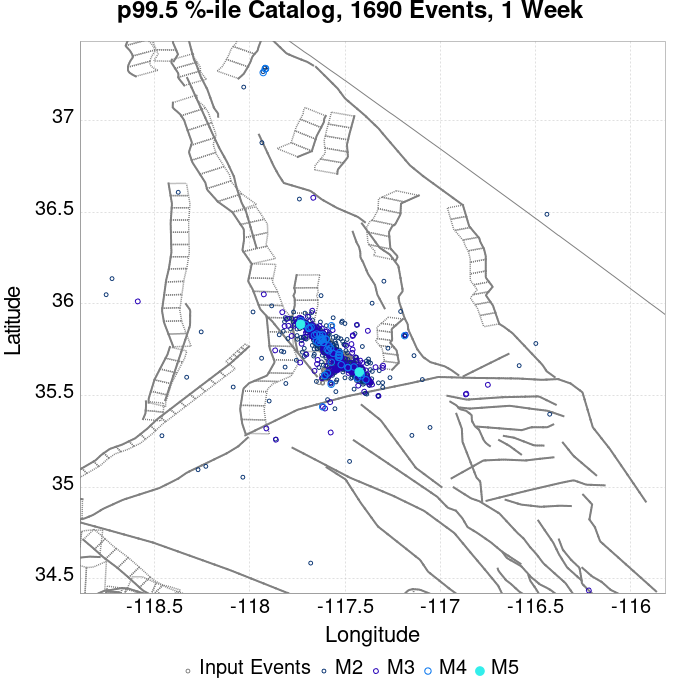 p99.5 %-ile Catalog, 1690 Events, 1 Week
37
36.5
36
35.5
35
34.5
Latitude
-118.5 -118 -117.5 -117 -116.5 -116
Longitude
Input Events M2 M3 M4 M5